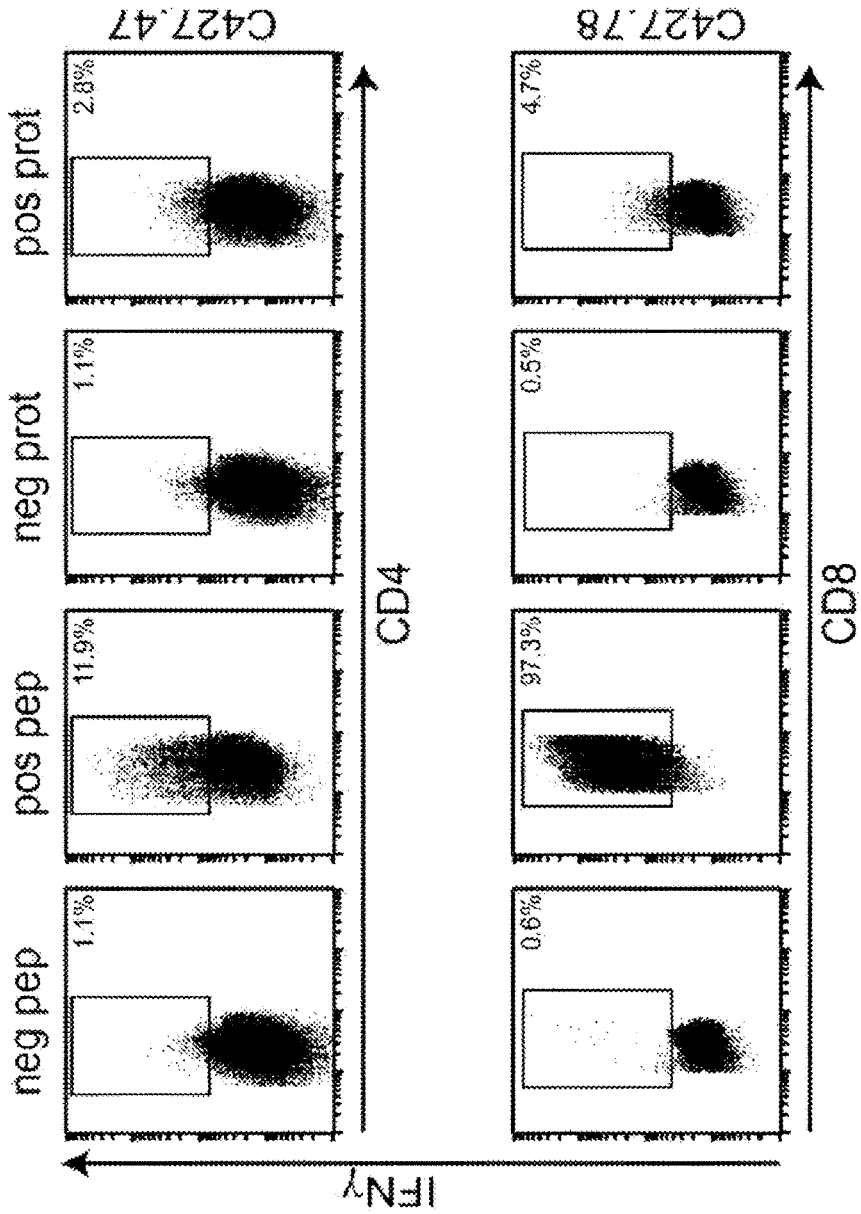 neg pep
pos pep
neg prot
pos prot
1.1%
11.9%
1.1%
2.8%
C427.47
CD4
0.6%
97.3%
0.5%
4.7%
C427.78
CD8
IFNγ